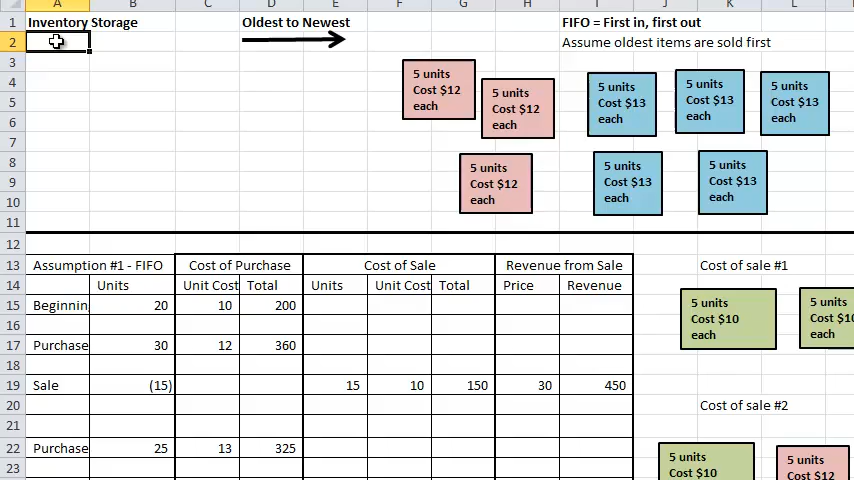 A B C D E F G H I J K L
1 Inventory Storage Oldest to Newest FIFO = First in, first out
2 Assume oldest items are sold first
3
4
5
6
7
8
9
10
11
5 units
Cost $12
each
5 units
Cost $12
each
5 units
Cost $13
each
5 units
Cost $13
each
5 units
Cost $13
each
5 units
Cost $12
each
5 units
Cost $13
each
5 units
Cost $13
each
12
13 Assumption #1 - FIFO Cost of Purchase Cost of Sale Revenue from Sale Cost of sale #1
14 Units Unit Cost Total Units Unit Cost Total Price Revenue
15 Beginnin 20 10 200
16
17 Purchase 30 12 360
18
19 Sale (15) 15 10 150 30 450
20 Cost of sale #2
21
22 Purchase 25 13 325
23
5 units
Cost $10
each
5 units
Cost $10
each
5 units
Cost $10
5 units
Cost $12